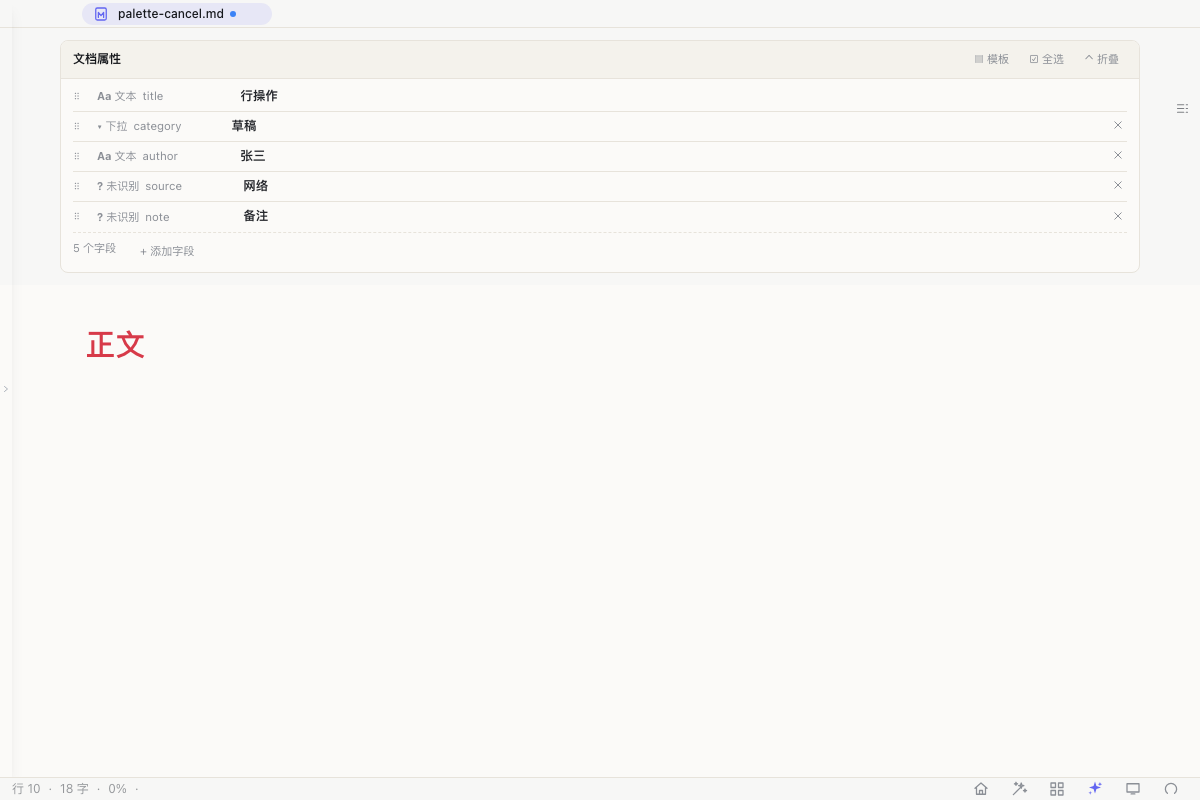 palette-cancel.md
文档属性 模板 全选 折叠
Aa 文本 title 行操作
下拉 category 草稿
Aa 文本 author 张三
? 未识别 source 网络
? 未识别 note 备注
5 个字段 + 添加字段
正文
行 10 · 18 字 · 0% ·